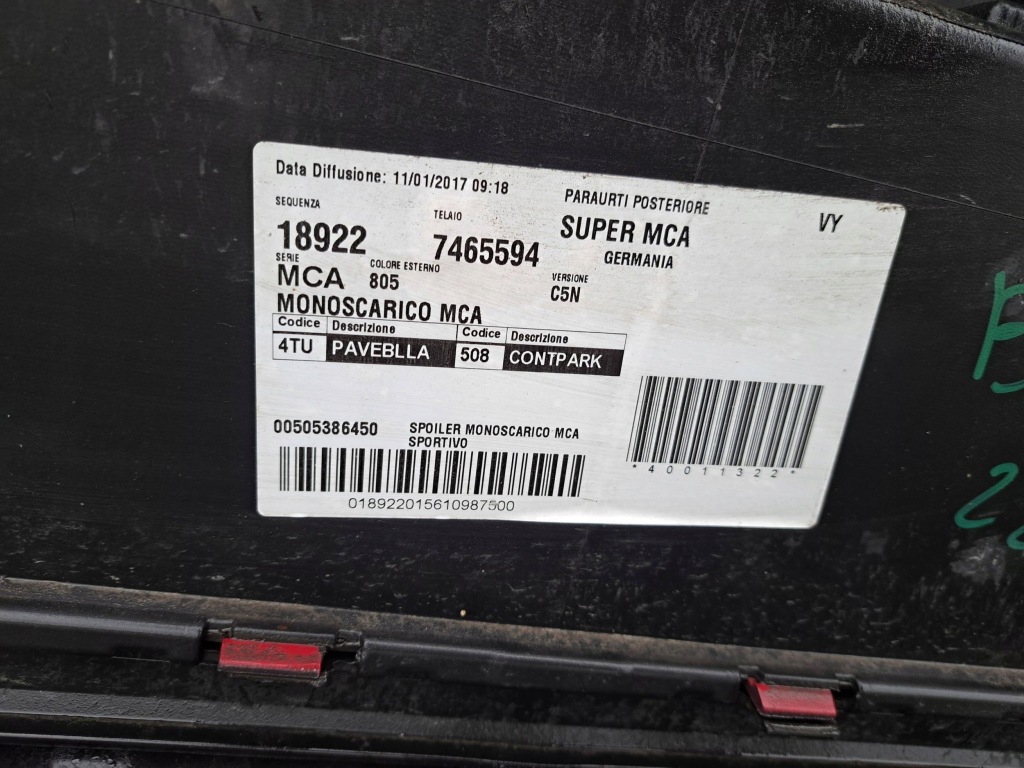 Data Diffusione: 11/01/2017 09:18
PARAURTI POSTERIORE
VY
SEQUENZA
TELAIO
SUPER MCA
18922
7465594
GERMANIA
SERIE
COLORE ESTERNO
VERSIONE
MCA
805
C5N
MONOSCARICO MCA
Codice Descrizione Codice Descrizione
4TU PAVEBLLA 508 CONTPARK
*40011322*
00505386450
SPOILER MONOSCARICO MCA
SPORTIVO
018922015610987500